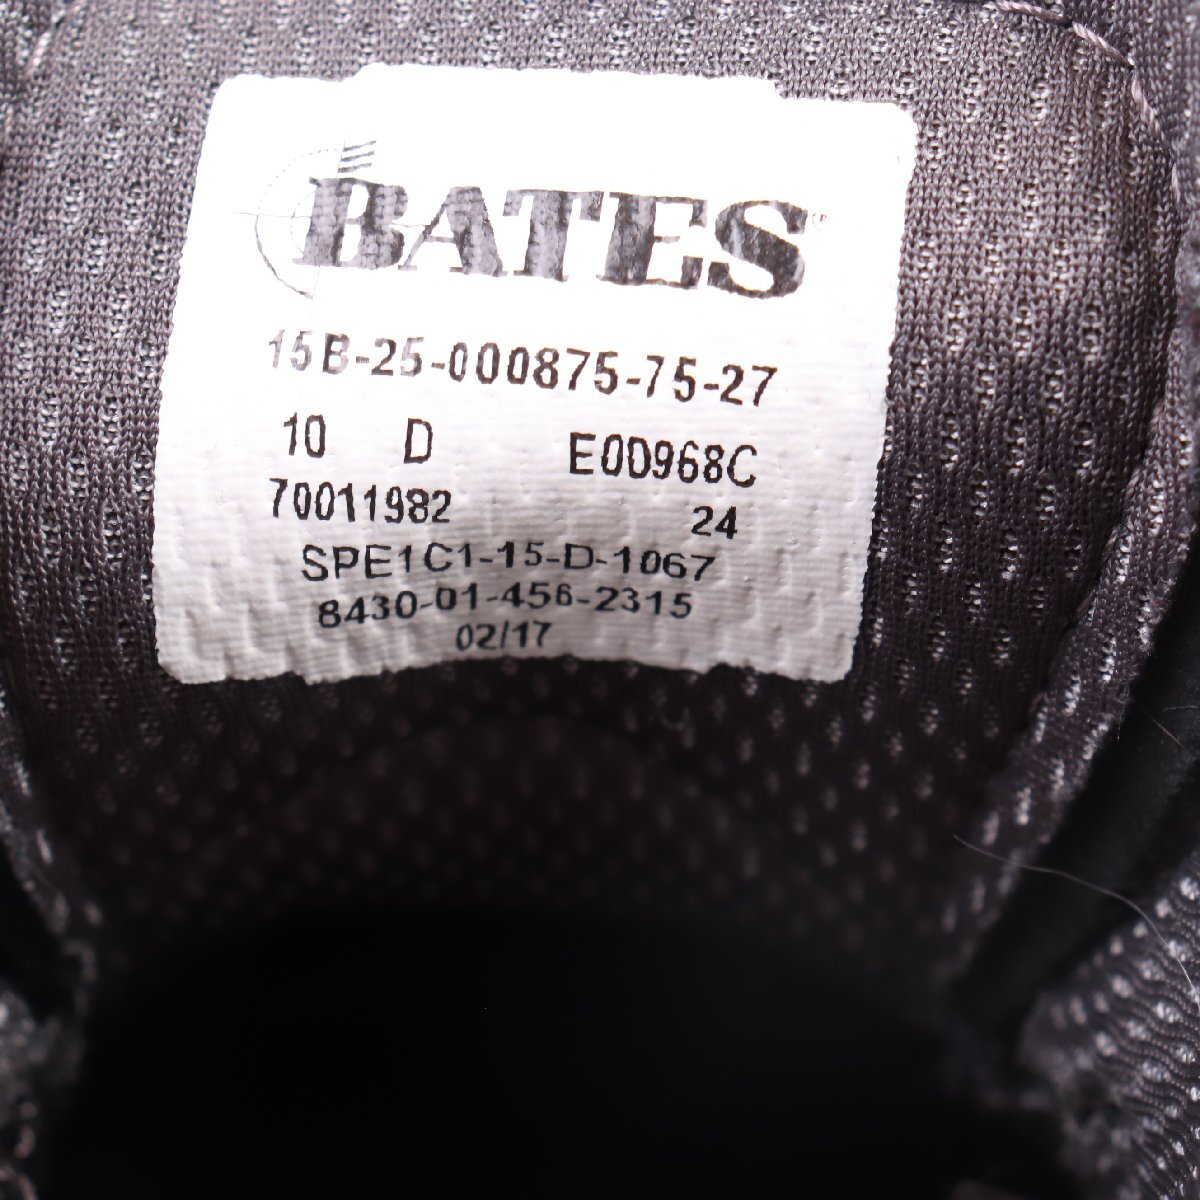 BATES
15B-25-000875-75-27
10 D E00968C
70011982 24
SPE1C1-15-D-1067
8430-01-456-2315
02/17